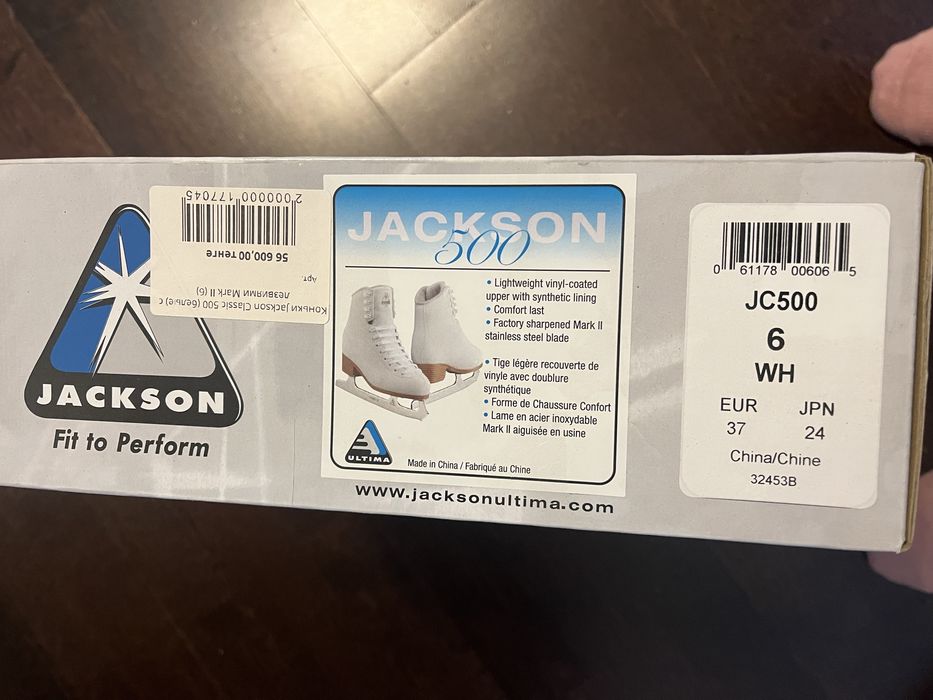 JACKSON
Fit to Perform
Коньки Jackson Classic 500 (белые) с
лезвиями Mark II (6)
Арт.
56 600,00 тенге
2 000000 177045
JACKSON
500
• Lightweight vinyl-coated
upper with synthetic lining
• Comfort last
• Factory sharpened Mark II
stainless steel blade
• Tige légère recouverte de
vinyle avec doublure
synthétique
• Forme de Chaussure Confort
• Lame en acier inoxydable
Mark II aiguisée en usine
ULTIMA
Made in China / Fabriqué au Chine
www.jacksonultima.com
0 61178 00606 5
JC500
6
WH
EUR JPN
37 24
China/Chine
32453B